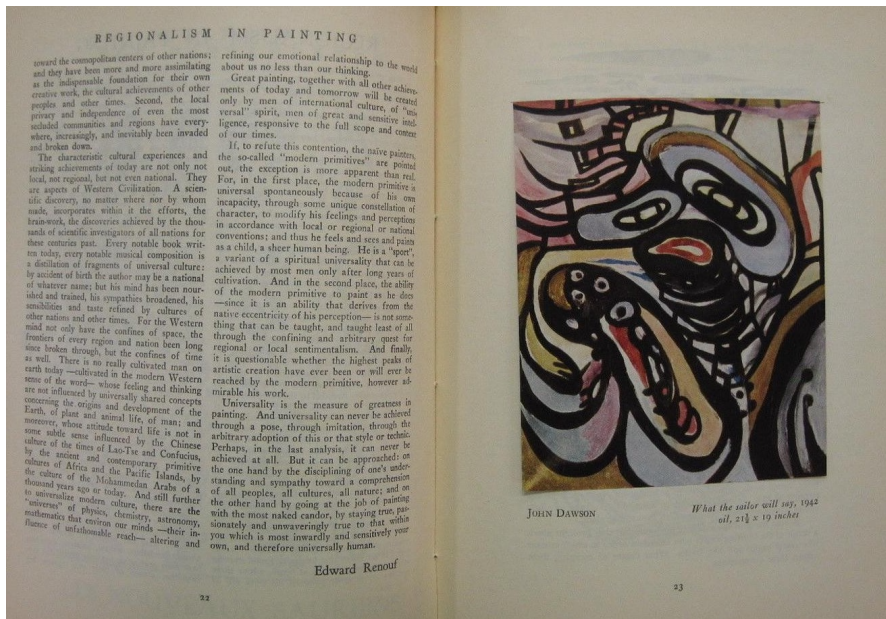 REGIONALISM IN PAINTING
toward the cosmopolitan centers of other nations;
and they have been more and more assimilating
as the indispensable foundation for their own
creative work, the cultural achievements of other
peoples and other times. Second, the local
privacy and independence of even the most
secluded communities and regions have every-
where, increasingly, and inevitably been invaded
and broken down.
The characteristic cultural experiences and
striking achievements of today are not only not
local, not regional, but not even national. They
are aspects of Western Civilization. A scien-
tific discovery, no matter where nor by whom
made, incorporates within it the efforts, the
brain-work, the discoveries achieved by the thou-
sands of scientific investigators of all nations for
these centuries past. Every notable book writ-
ten today, every notable musical composition is
a distillation of fragments of universal culture:
by accident of birth the author may be a national
of whatever name; but his mind has been nour-
ished and trained, his sympathies broadened, his
sensibilities and taste refined by cultures of
other nations and other times. For the Western
mind not only have the confines of space, the
frontiers of every region and nation been long
since broken through, but the confines of time
as well. There is no really cultivated man on
earth today —cultivated in the modern Western
sense of the word— whose feeling and thinking
are not influenced by universally shared concepts
concerning the origins and development of the
Earth, of plant and animal life, of man; and
moreover, whose attitude toward life is not in
some subtle sense influenced by the Chinese
culture of the times of Lao-Tse and Confucius,
by the ancient and contemporary primitive
cultures of Africa and the Pacific Islands, by
the culture of the Mohammedan Arabs of a
thousand years ago or today. And still further
to universalize modern culture, there are the
"universes" of physics, chemistry, astronomy,
mathematics that environ our minds —their in-
fluence of unfathomable reach— altering and
refining our emotional relationship to the world
about us no less than our thinking.
Great painting, together with all other achieve-
ments of today and tomorrow will be created
only by men of international culture, of "uni-
versal" spirit, men of great and sensitive intel-
ligence, responsive to the full scope and context
of our times.
If, to refute this contention, the naïve painters,
the so-called "modern primitives" are pointed
out, the exception is more apparent than real.
For, in the first place, the modern primitive is
universal spontaneously because of his own
incapacity, through some unique constellation of
character, to modify his feelings and perceptions
in accordance with local or regional or national
conventions; and thus he feels and sees and paints
as a child, a sheer human being. He is a "sport",
a variant of a spiritual universality that can be
achieved by most men only after long years of
cultivation. And in the second place, the ability
of the modern primitive to paint as he does
—since it is an ability that derives from the
native eccentricity of his perception— is not some-
thing that can be taught, and taught least of all
through the confining and arbitrary quest for
regional or local sentimentalism. And finally,
it is questionable whether the highest peaks of
artistic creation have ever been or will ever be
reached by the modern primitive, however ad-
mirable his work.
Universality is the measure of greatness in
painting. And universality can never be achieved
through a pose, through imitation, through the
arbitrary adoption of this or that style or technic.
Perhaps, in the last analysis, it can never be
achieved at all. But it can be approached: on
the one hand by the disciplining of one's under-
standing and sympathy toward a comprehension
of all peoples, all cultures, all nature; and on
the other hand by going at the job of painting
with the most naked candor, by staying true, pas-
sionately and unwaveringly true to that within
you which is most inwardly and sensitively your
own, and therefore universally human.
Edward Renouf
22
JOHN DAWSON
What the sailor will say, 1942
oil, 21½ x 19 inches
23